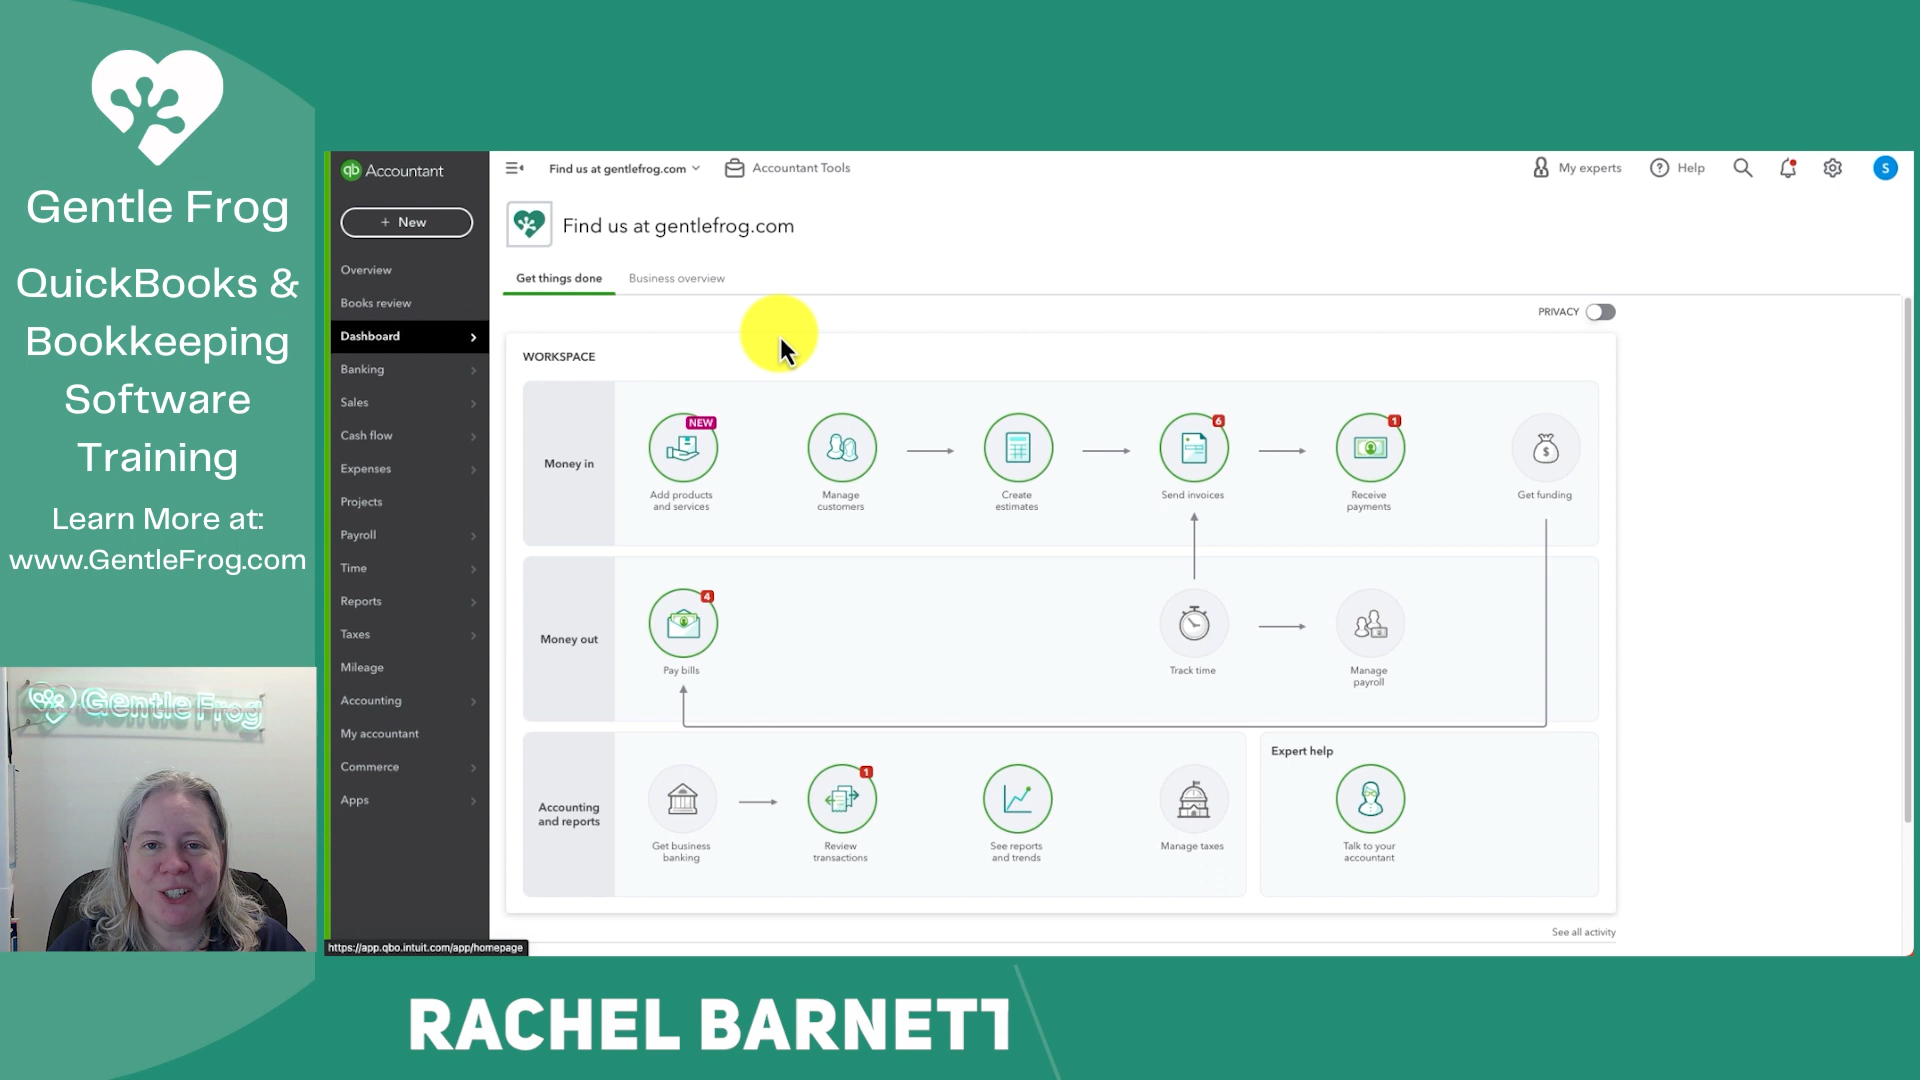 Gentle Frog
QuickBooks &
Bookkeeping
Software
Training
Learn More at:
www.GentleFrog.com
Gentle Frog
qb Accountant
+ New
Overview
Books review
Dashboard
Banking
Sales
Cash flow
Expenses
Projects
Payroll
Time
Reports
Taxes
Mileage
Accounting
My accountant
Commerce
Apps
https://app.qbo.intuit.com/app/homepage
Find us at gentlefrog.com
Accountant Tools
My experts
Help
S
Find us at gentlefrog.com
Get things done
Business overview
PRIVACY
WORKSPACE
Money in
NEW
Add products
and services
Manage
customers
Create
estimates
6
Send invoices
1
Receive
payments
$
Get funding
Money out
4
Pay bills
Track time
Manage
payroll
Accounting
and reports
Get business
banking
1
Review
transactions
See reports
and trends
Manage taxes
Expert help
Talk to your
accountant
See all activity
RACHEL BARNETT